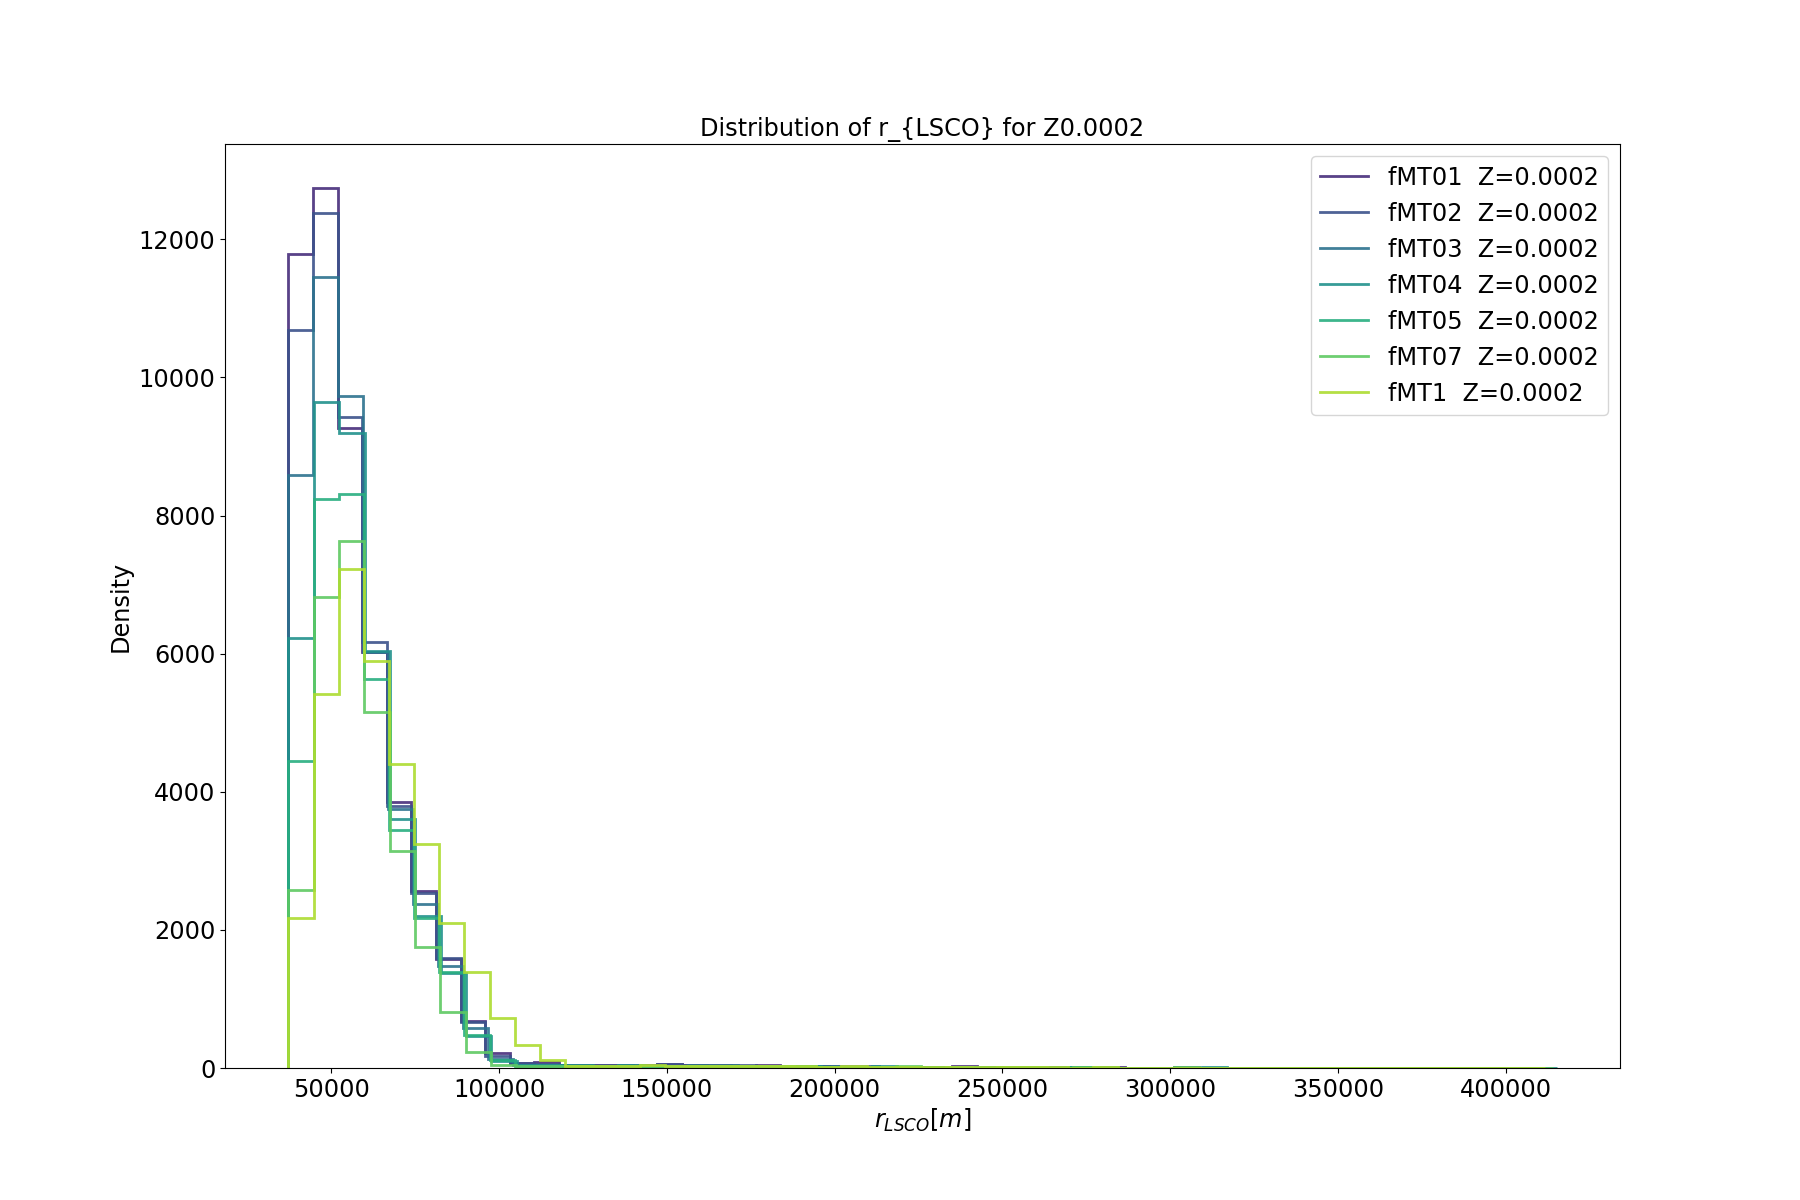 Distribution of r_{LSCO} for Z0.0002
fMT01  Z=0.0002
fMT02  Z=0.0002
fMT03  Z=0.0002
fMT04  Z=0.0002
fMT05  Z=0.0002
fMT07  Z=0.0002
fMT1  Z=0.0002
12000
10000
8000
6000
4000
2000
0
Density
50000 100000 150000 200000 250000 300000 350000 400000
r_LSCO[m]